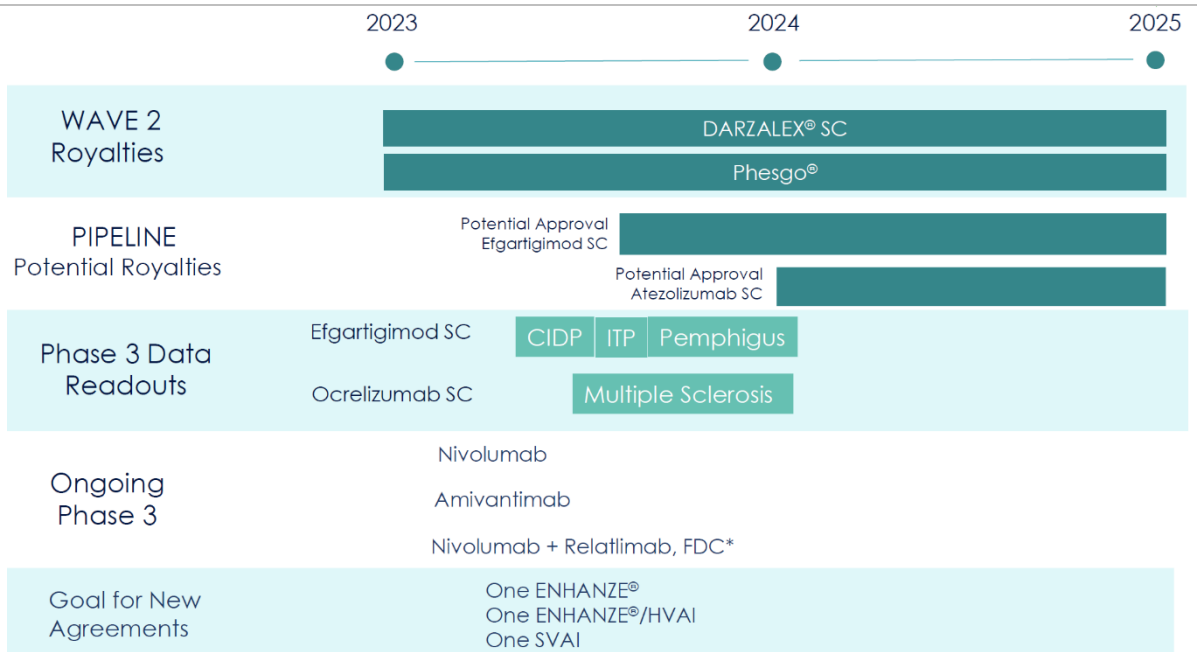 2023
2024
2025
WAVE 2
Royalties
DARZALEX® SC
Phesgo®
PIPELINE
Potential Royalties
Potential Approval
Efgartigimod SC
Potential Approval
Atezolizumab SC
Phase 3 Data
Readouts
Efgartigimod SC
CIDP
ITP
Pemphigus
Ocrelizumab SC
Multiple Sclerosis
Ongoing
Phase 3
Nivolumab
Amivantimab
Nivolumab + Relatlimab, FDC*
Goal for New
Agreements
One ENHANZE®
One ENHANZE®/HVAI
One SVAI